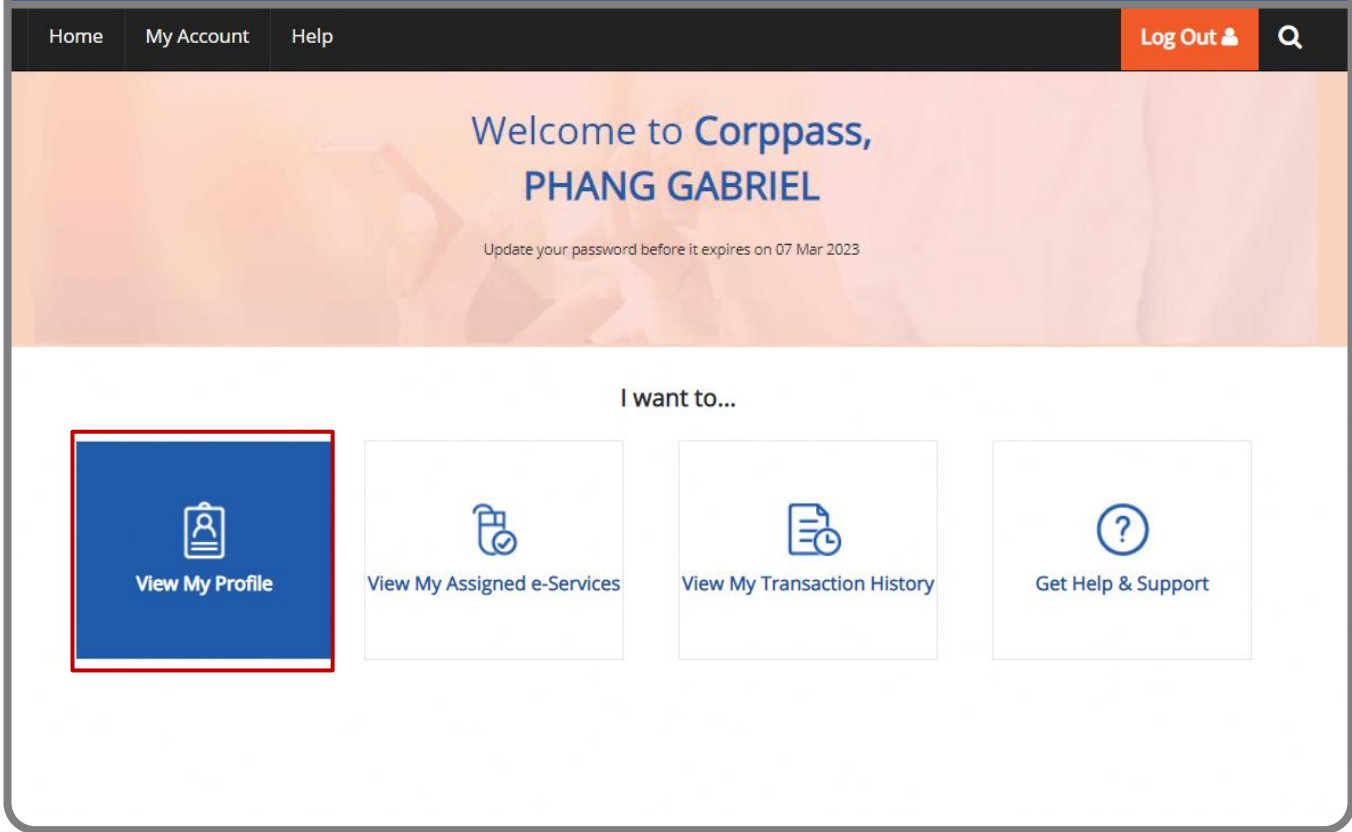 Home My Account Help Log Out
Welcome to Corppass,
PHANG GABRIEL
Update your password before it expires on 07 Mar 2023
I want to...
View My Profile
View My Assigned e-Services
View My Transaction History
?
Get Help & Support